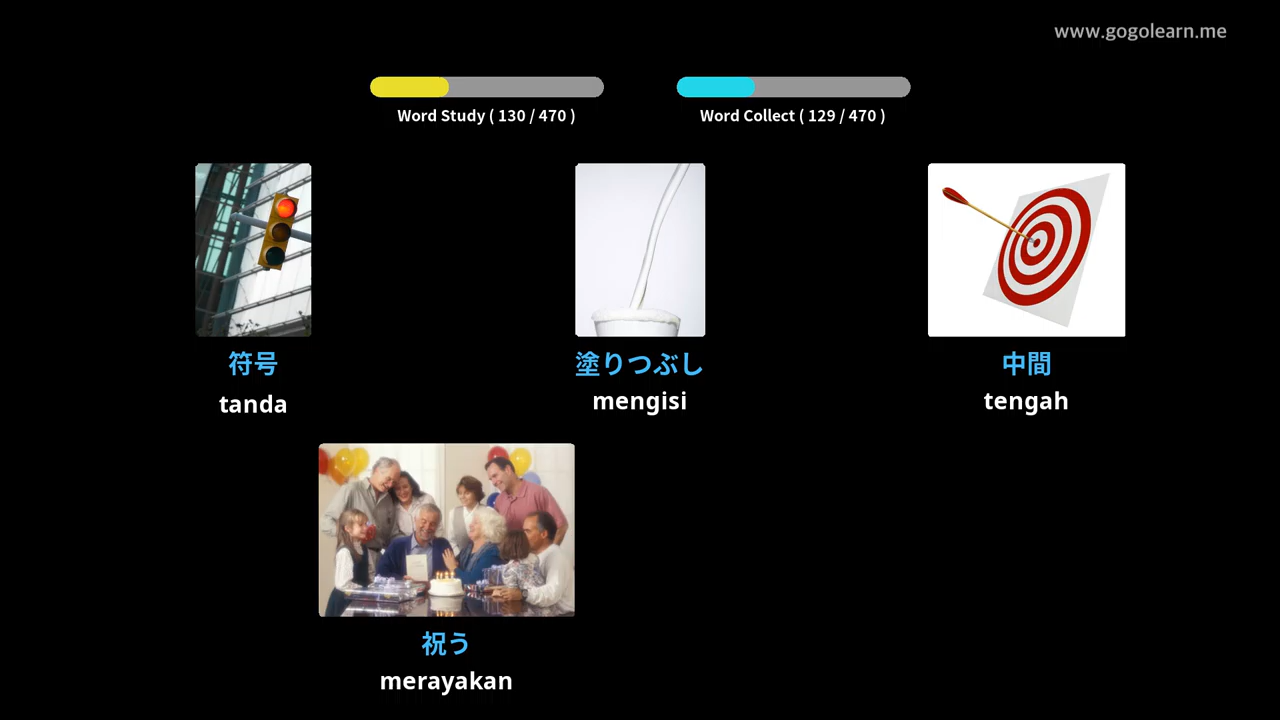 www.gogolearn.me
Word Study ( 130 / 470 )
Word Collect ( 129 / 470 )
符号
tanda
塗りつぶし
mengisi
中間
tengah
祝う
merayakan